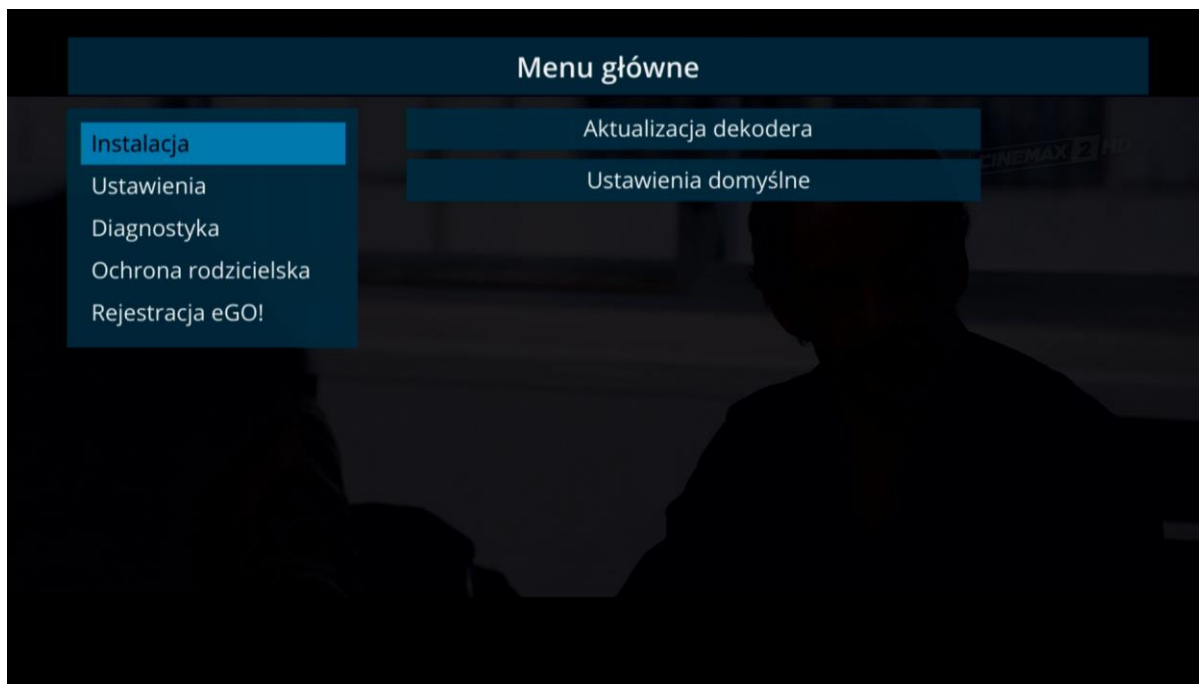 Menu główne
Instalacja
Ustawienia
Diagnostyka
Ochrona rodzicielska
Rejestracja eGO!
Aktualizacja dekodera
Ustawienia domyślne
CINEMAX 2 HD